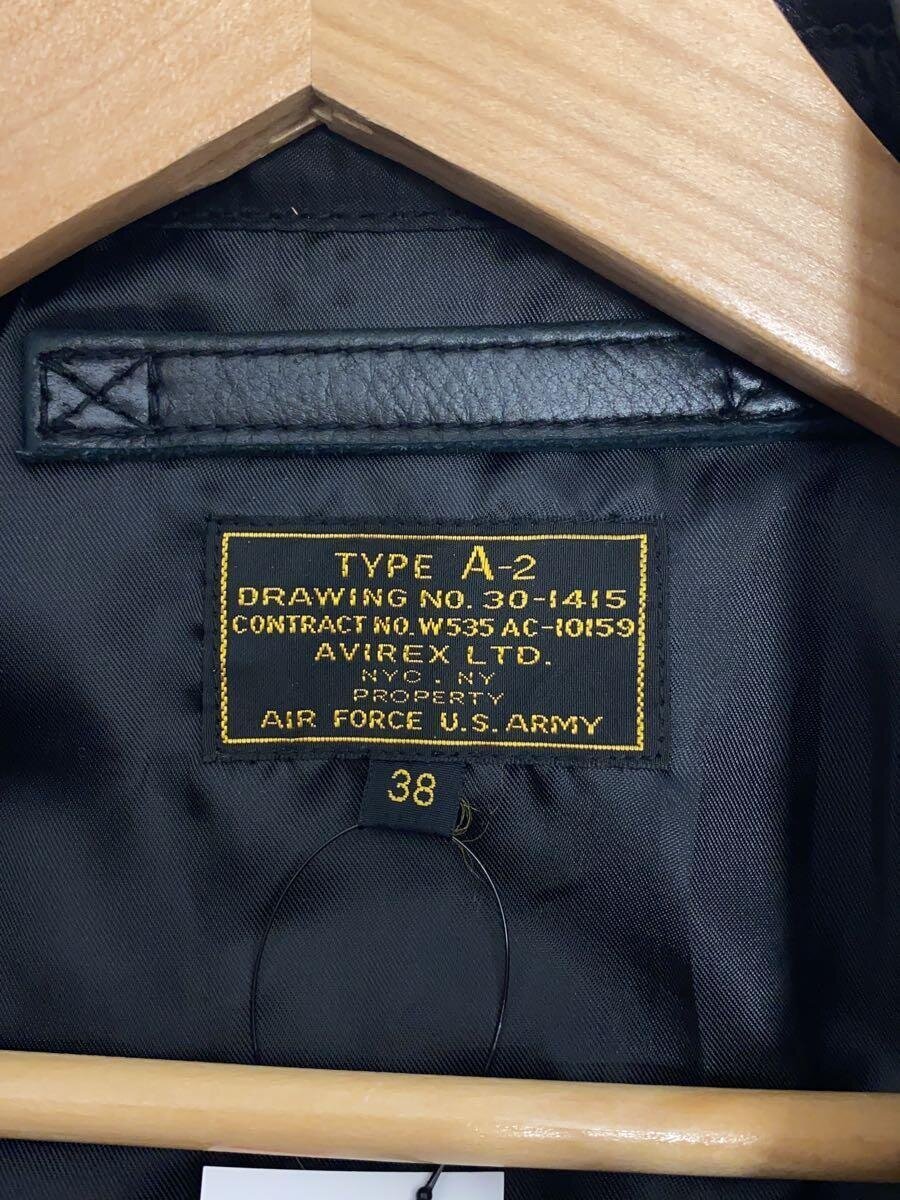 TYPE A-2
DRAWING NO. 30-1415
CONTRACT NO. W535 AC-10159
AVIREX LTD.
NYC. NY
PROPERTY
AIR FORCE U.S. ARMY
38